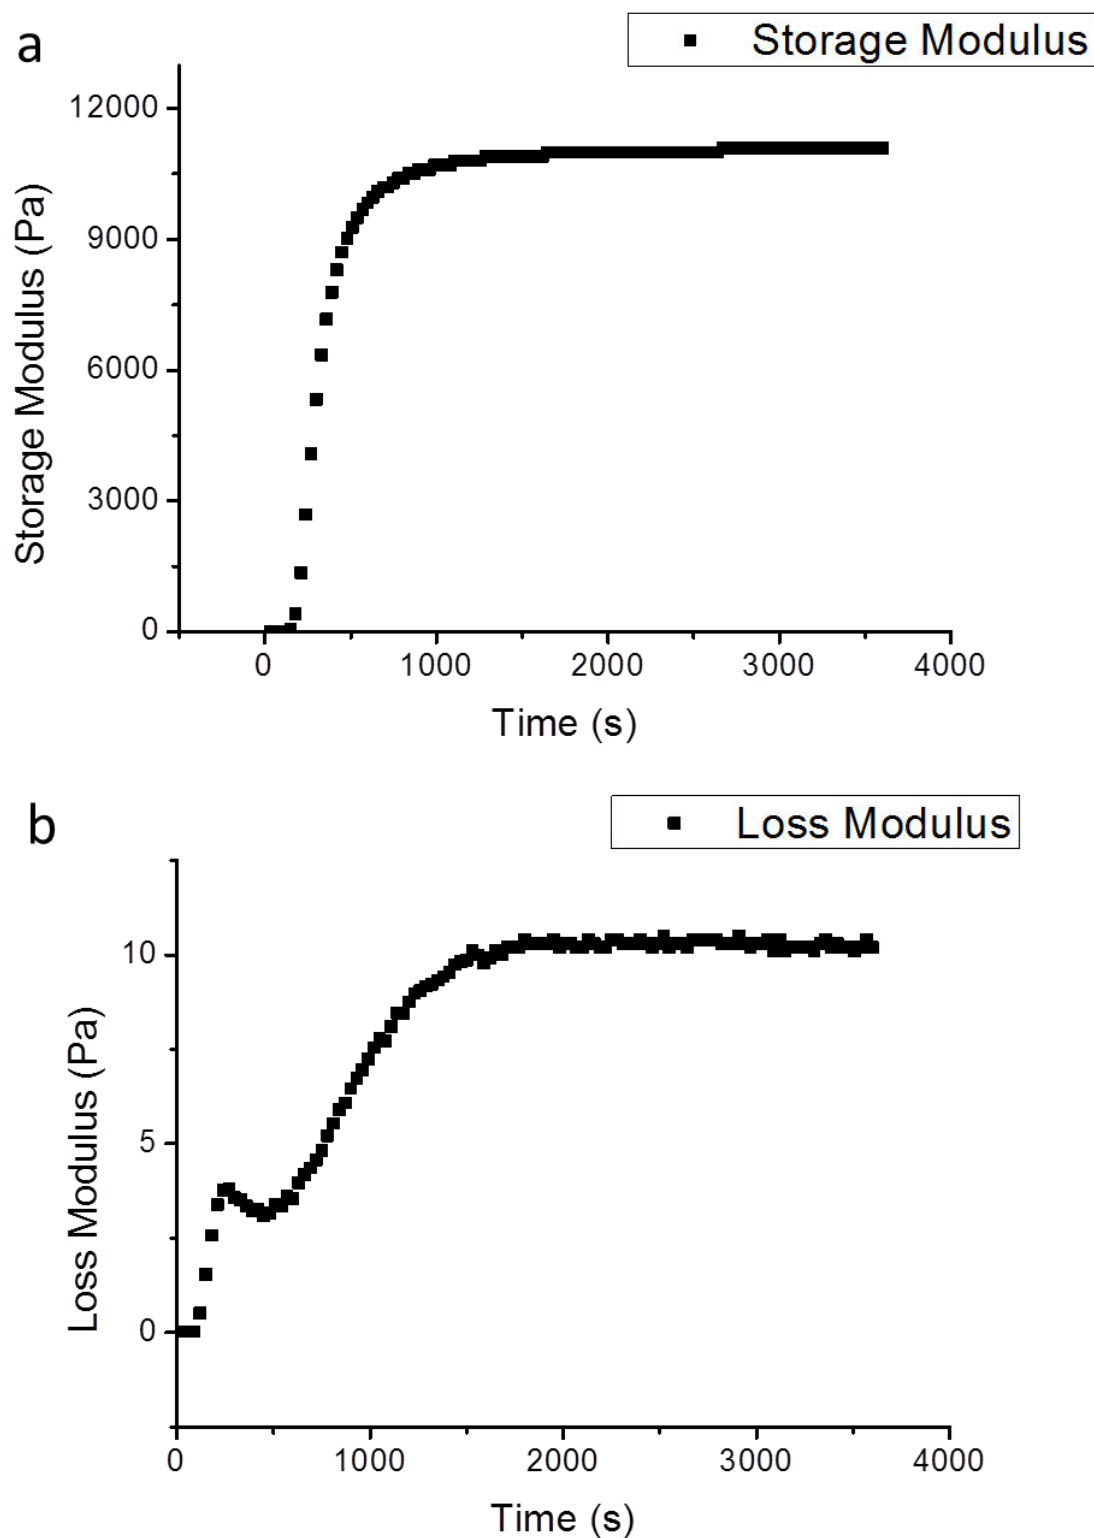 a
Storage Modulus
12000
9000
6000
3000
0
Storage Modulus (Pa)
0 1000 2000 3000 4000
Time (s)
b
Loss Modulus
10
5
0
Loss Modulus (Pa)
0 1000 2000 3000 4000
Time (s)